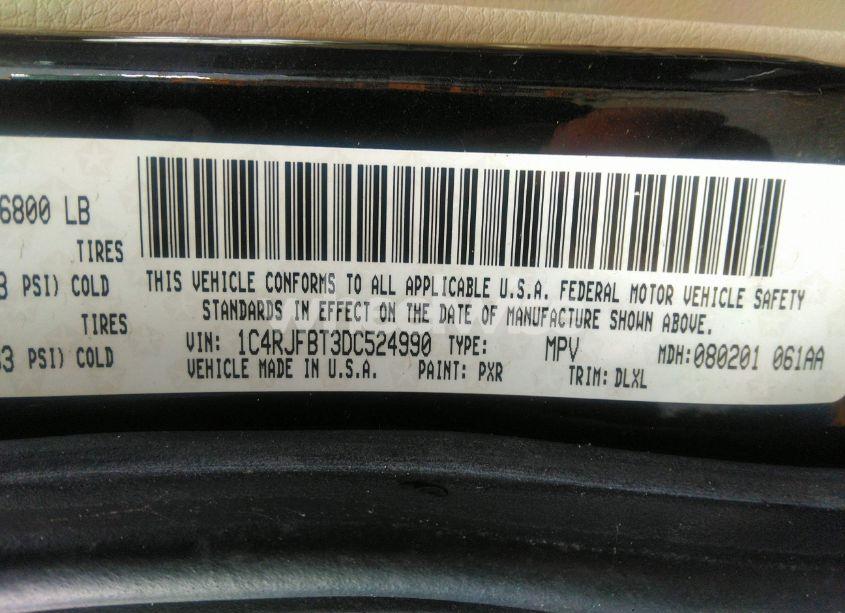 6800 LB
TIRES
3 PSI) COLD
TIRES
33 PSI) COLD
THIS VEHICLE CONFORMS TO ALL APPLICABLE U.S.A. FEDERAL MOTOR VEHICLE SAFETY
STANDARDS IN EFFECT ON THE DATE OF MANUFACTURE SHOWN ABOVE.
VIN: 1C4RJFBT3DC524990 TYPE: MPV MDH:080201 061AA
VEHICLE MADE IN U.S.A. PAINT: PXR TRIM: DLXL